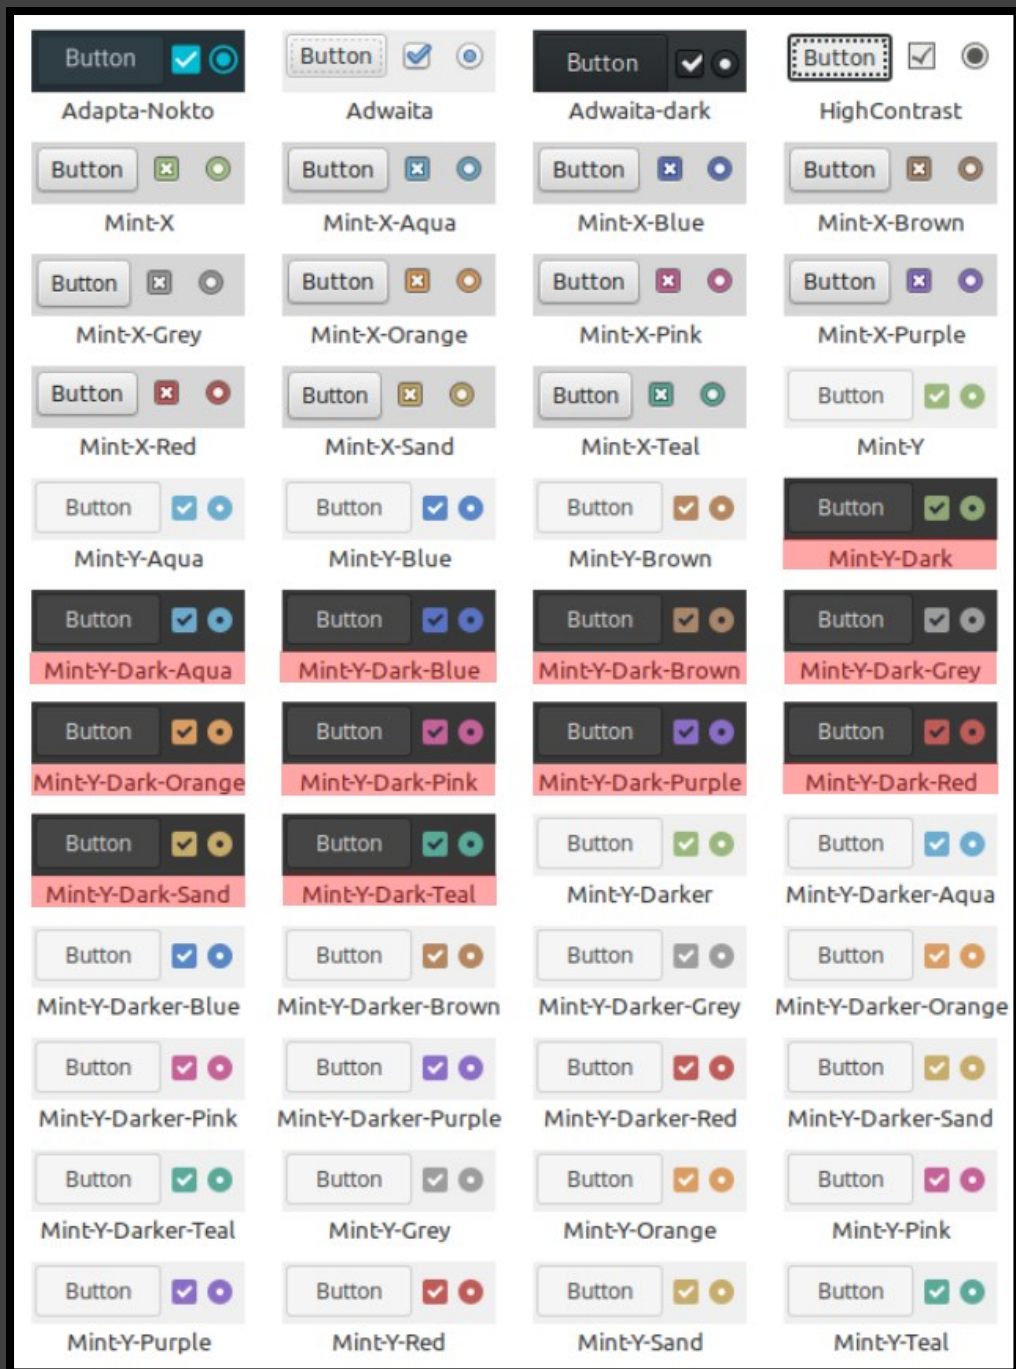 Button Button Button Button
Adapta-Nokto Adwaita Adwaita-dark HighContrast
Button Button Button Button
Mint-X Mint-X-Aqua Mint-X-Blue Mint-X-Brown
Button Button Button Button
Mint-X-Grey Mint-X-Orange Mint-X-Pink Mint-X-Purple
Button Button Button Button
Mint-X-Red Mint-X-Sand Mint-X-Teal Mint-Y
Button Button Button Button
Mint-Y-Aqua Mint-Y-Blue Mint-Y-Brown Mint-Y-Dark
Button Button Button Button
Mint-Y-Dark-Aqua Mint-Y-Dark-Blue Mint-Y-Dark-Brown Mint-Y-Dark-Grey
Button Button Button Button
Mint-Y-Dark-Orange Mint-Y-Dark-Pink Mint-Y-Dark-Purple Mint-Y-Dark-Red
Button Button Button Button
Mint-Y-Dark-Sand Mint-Y-Dark-Teal Mint-Y-Darker Mint-Y-Darker-Aqua
Button Button Button Button
Mint-Y-Darker-Blue Mint-Y-Darker-Brown Mint-Y-Darker-Grey Mint-Y-Darker-Orange
Button Button Button Button
Mint-Y-Darker-Pink Mint-Y-Darker-Purple Mint-Y-Darker-Red Mint-Y-Darker-Sand
Button Button Button Button
Mint-Y-Darker-Teal Mint-Y-Grey Mint-Y-Orange Mint-Y-Pink
Button Button Button Button
Mint-Y-Purple Mint-Y-Red Mint-Y-Sand Mint-Y-Teal